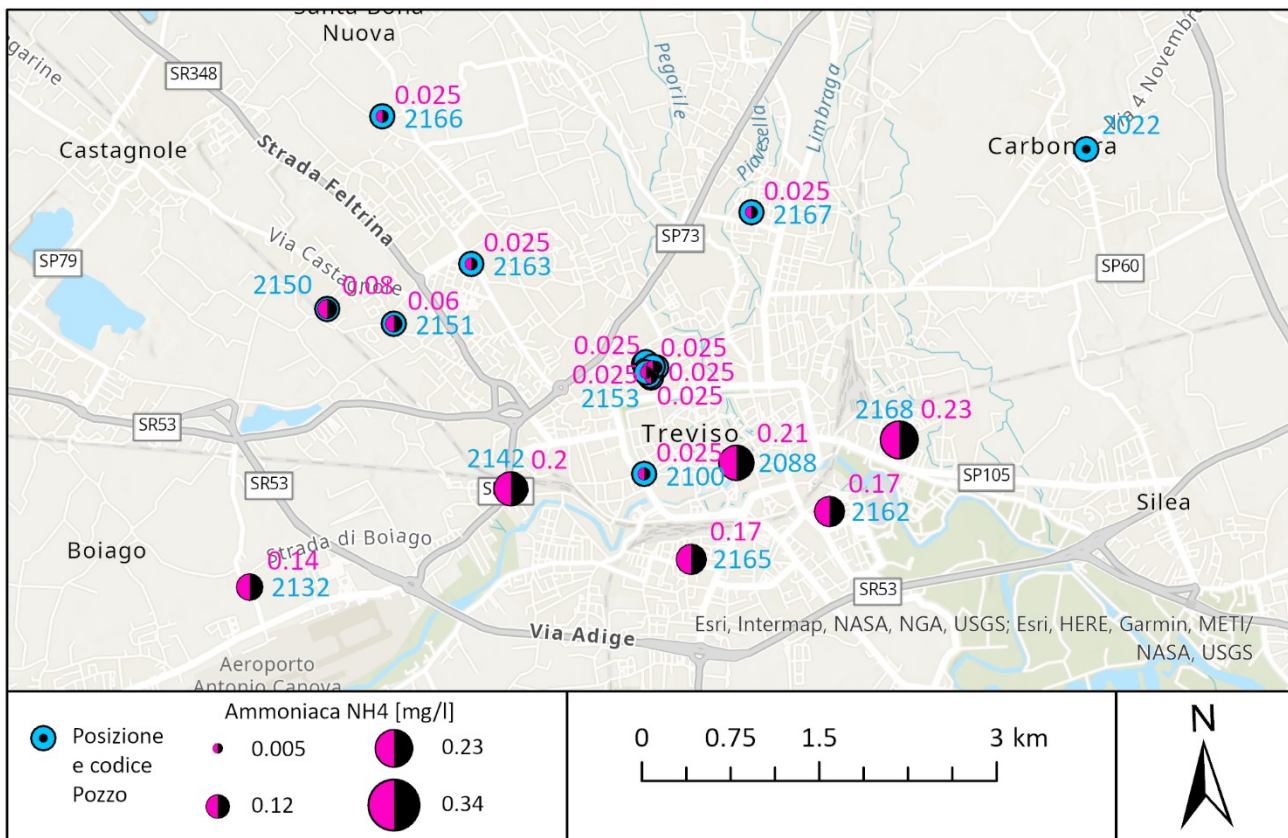 Nuova
SR348
0.025
2166
Pegorile
Piavesella
Limbraga
Via 4 Novembre
2022
Castagnole
Strada Feltrina
Carbonera
0.025
2167
SP79
Via Castagnole
0.025
2163
SP73
SP60
2150 0.08
0.06
2151
0.025 0.025
0.025 0.025
2153 0.025
SR53
Treviso
0.21
2088
2168 0.23
0.025
2100
2142 0.2
SR53
SP105
0.17
2162
Silea
Boiago
Strada di Boiago
0.14
2132
0.17
2165
SR53
Via Adige
Esri, Intermap, NASA, NGA, USGS; Esri, HERE, Garmin, METI/
NASA, USGS
Aeroporto
Antonio Canova
Posizione
e codice
Pozzo
Ammoniaca NH4 [mg/l]
0.005
0.23
0.12
0.34
0 0.75 1.5 3 km
N